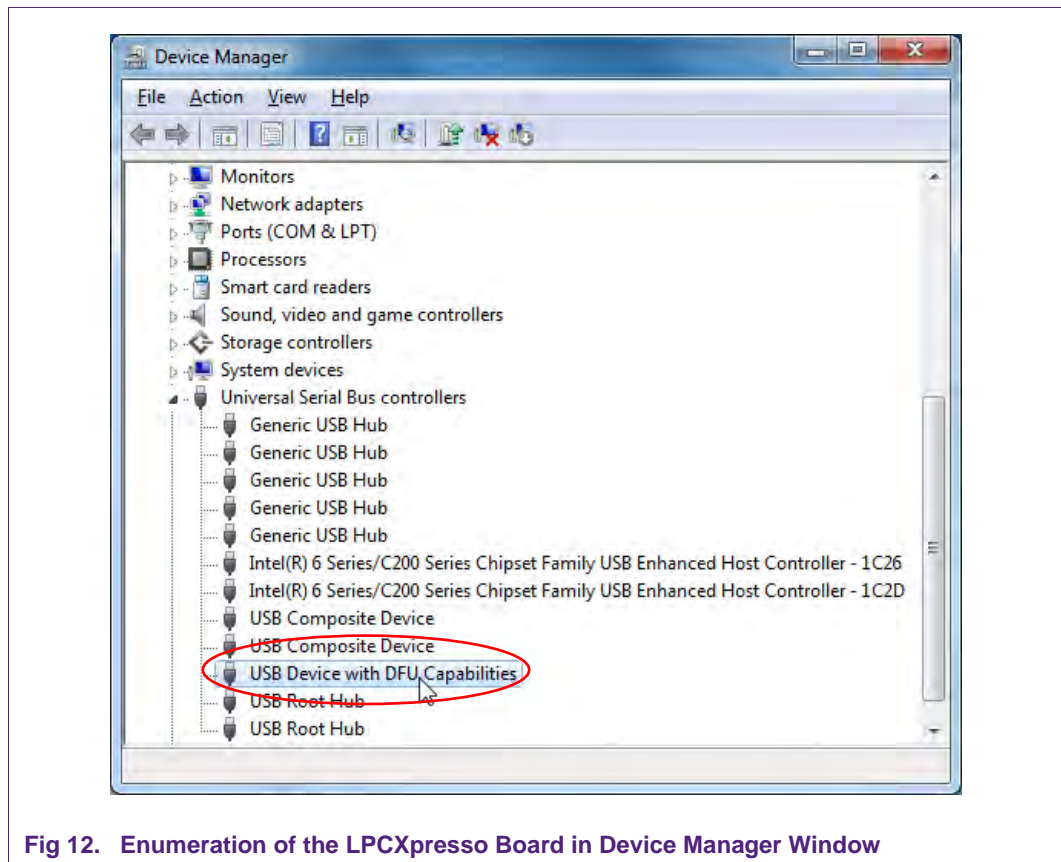 Device Manager
File Action View Help
Monitors
Network adapters
Ports (COM & LPT)
Processors
Smart card readers
Sound, video and game controllers
Storage controllers
System devices
Universal Serial Bus controllers
Generic USB Hub
Generic USB Hub
Generic USB Hub
Generic USB Hub
Generic USB Hub
Intel(R) 6 Series/C200 Series Chipset Family USB Enhanced Host Controller - 1C26
Intel(R) 6 Series/C200 Series Chipset Family USB Enhanced Host Controller - 1C2D
USB Composite Device
USB Composite Device
USB Device with DFU Capabilities
USB Root Hub
USB Root Hub
Fig 12. Enumeration of the LPCXpresso Board in Device Manager Window